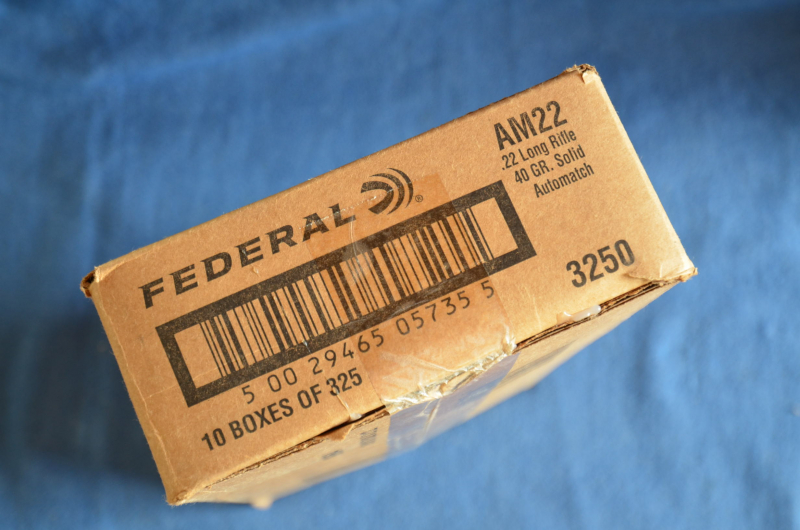 FEDERAL ®
AM22
.22 Long Rifle
40 GR. Solid
Automatch
5 00 29465 05735 5
10 BOXES OF 325
3250